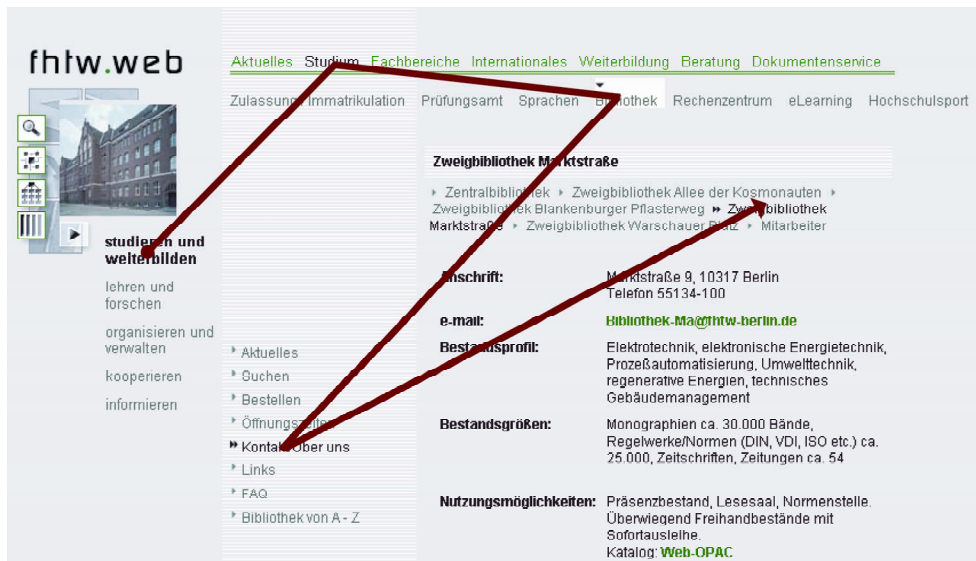 fhtw.web
Aktuelles Studium Fachbereiche Internationales Weiterbildung Beratung Dokumentenservice
Zulassung/Immatrikulation Prüfungsamt Sprachen Bibliothek Rechenzentrum eLearning Hochschulsport
studieren und
weiterbilden
lehren und
forschen
organisieren und
verwalten
kooperieren
informieren
Aktuelles
Suchen
Bestellen
Öffnungszeiten
Kontakt/Über uns
Links
FAQ
Bibliothek von A - Z
Zweigbibliothek Marktstraße
Zentralbibliothek Zweigbibliothek Allee der Kosmonauten
Zweigbibliothek Blankenburger Pflasterweg Zweigbibliothek
Marktstraße Zweigbibliothek Warschauer Platz Mitarbeiter
Anschrift: Marktstraße 9, 10317 Berlin
Telefon 55134-100
e-mail: Bibliothek-Ma@fhtw-berlin.de
Bestandsprofil: Elektrotechnik, elektronische Energietechnik,
Prozeßautomatisierung, Umwelttechnik,
regenerative Energien, technisches
Gebäudemanagement
Bestandsgrößen: Monographien ca. 30.000 Bände,
Regelwerke/Normen (DIN, VDI, ISO etc.) ca.
25.000, Zeitschriften, Zeitungen ca. 54
Nutzungsmöglichkeiten: Präsenzbestand, Lesesaal, Normenstelle.
Überwiegend Freihandbestände mit
Sofortausleihe.
Katalog: Web-OPAC